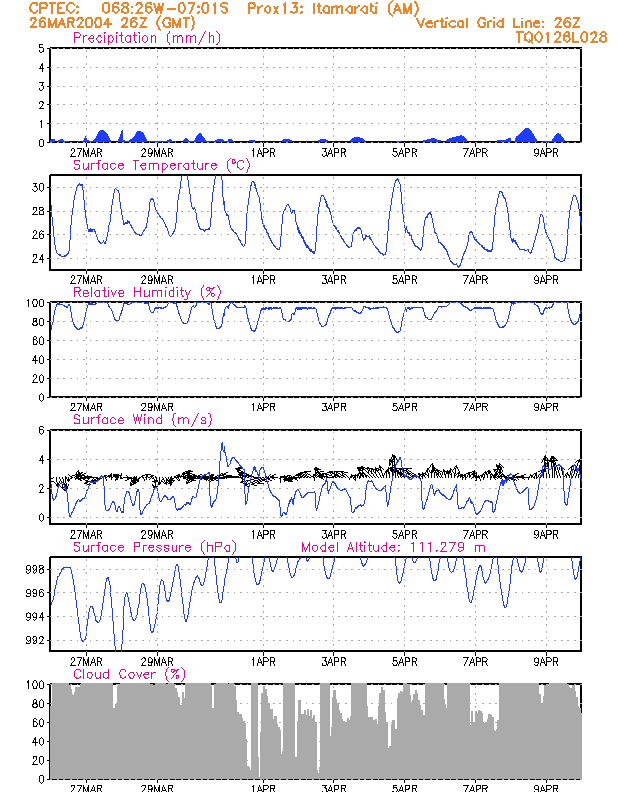 CPTEC: 068:26W-07:01S Prox13: Itamarati (AM)
26MAR2004 26Z (GMT) Vertical Grid Line: 26Z
Precipitation (mm/h) TQ0126L028
5
4
3
2
1
0
27MAR 29MAR 1APR 3APR 5APR 7APR 9APR
Surface Temperature (°C)
30
28
26
24
27MAR 29MAR 1APR 3APR 5APR 7APR 9APR
Relative Humidity (%)
100
80
60
40
20
0
27MAR 29MAR 1APR 3APR 5APR 7APR 9APR
Surface Wind (m/s)
6
4
2
0
27MAR 29MAR 1APR 3APR 5APR 7APR 9APR
Surface Pressure (hPa) Model Altitude: 111.279 m
998
996
994
992
27MAR 29MAR 1APR 3APR 5APR 7APR 9APR
Cloud Cover (%)
100
80
60
40
20
0
27MAR 29MAR 1APR 3APR 5APR 7APR 9APR